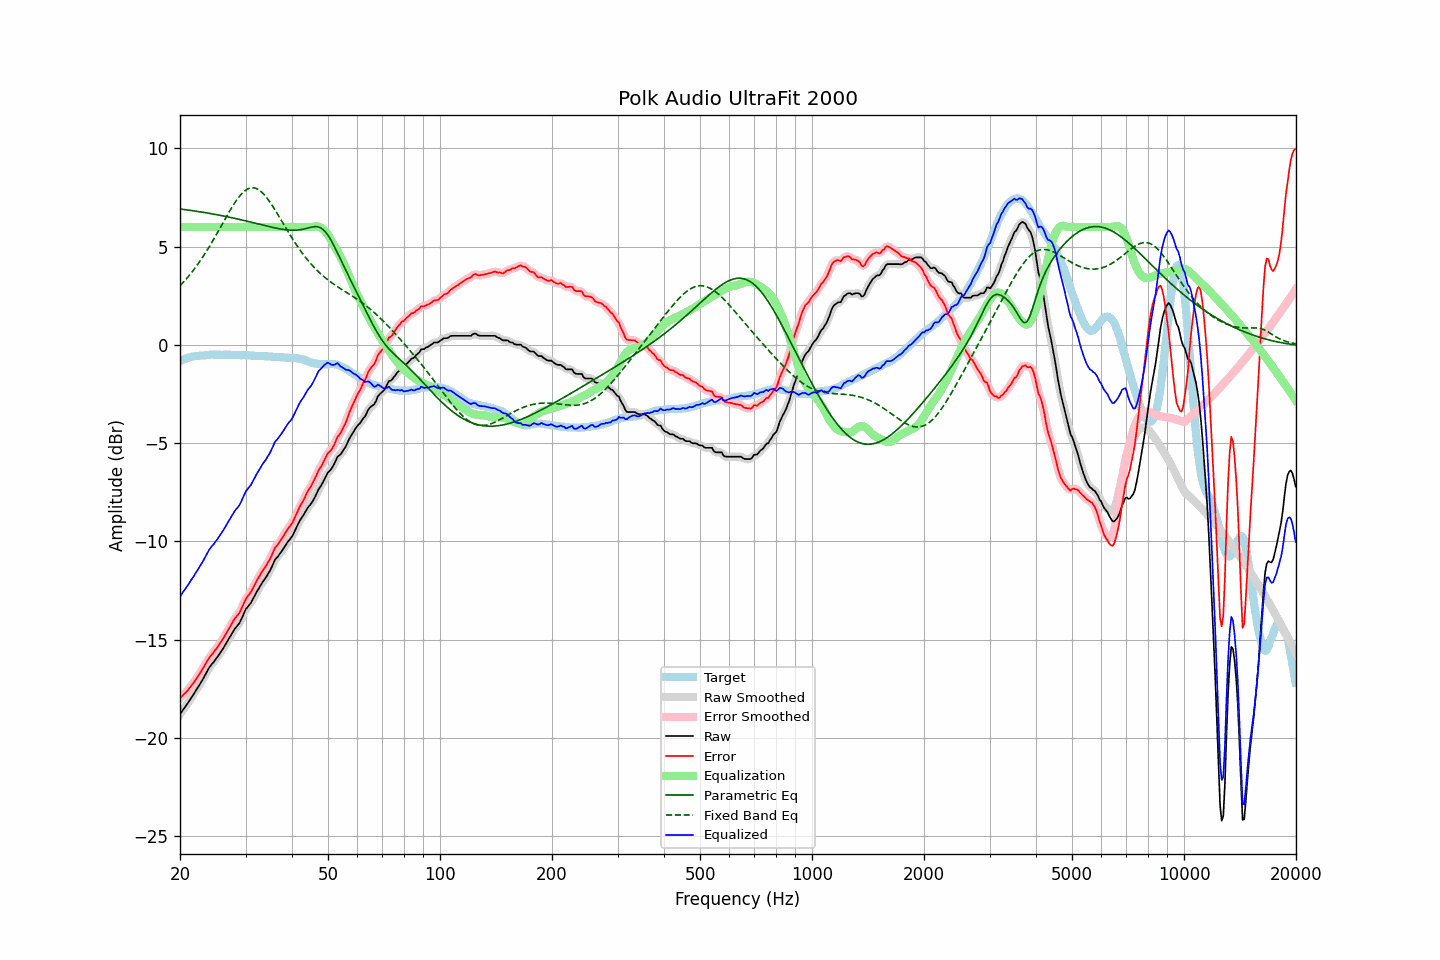 Polk Audio UltraFit 2000
Amplitude (dBr)
10
5
0
−5
−10
−15
−20
−25
Target
Raw Smoothed
Error Smoothed
Raw
Error
Equalization
Parametric Eq
Fixed Band Eq
Equalized
20 50 100 200 500 1000 2000 5000 10000 20000
Frequency (Hz)